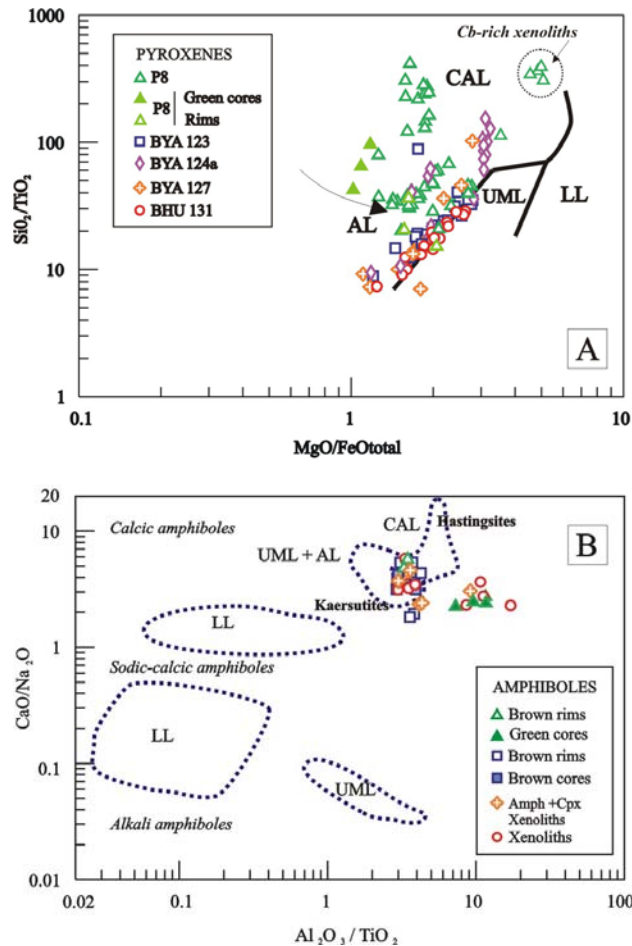 A
Cb-rich xenoliths
1000
PYROXENES
P8
P8 | Green cores
Rims
BYA 123
BYA 124a
BYA 127
BHU 131
CAL
100
UML
LL
AL
10
1
SiO₂/TiO₂
0.1
1
10
MgO/FeOtotal
A
B
20
Calcic amphiboles
CAL
Hastingsites
UML + AL
10
Kaersutites
LL
1
Sodic-calcic amphiboles
CaO/Na₂O
LL
0.1
UML
Alkali amphiboles
0.01
AMPHIBOLES
Brown rims
Green cores
Brown rims
Brown cores
Amph +Cpx
Xenoliths
Xenoliths
0.02
0.1
1
10
100
Al₂O₃ / TiO₂